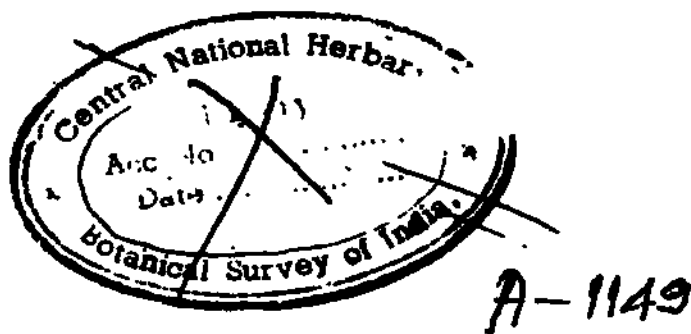 Central National Herbar.
Acc No
Date
Botanical Survey of India.
A-1149